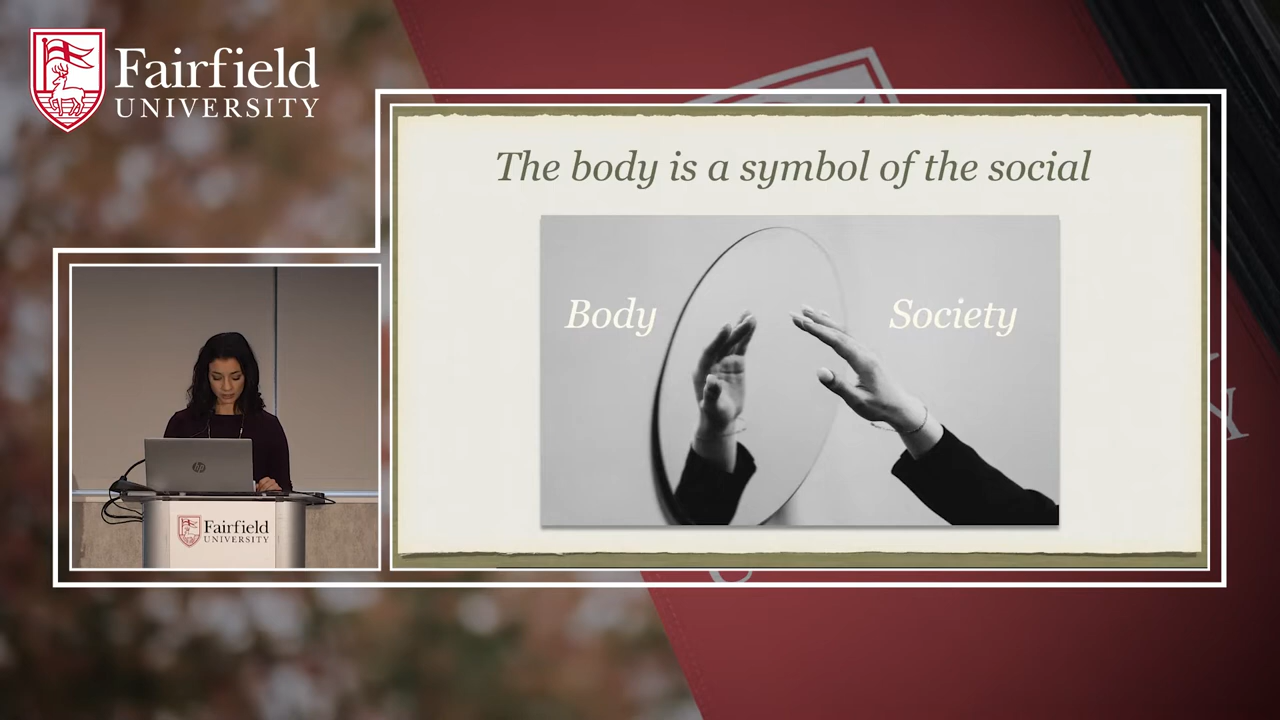 Fairfield
UNIVERSITY
The body is a symbol of the social
Body
Society
Fairfield
UNIVERSITY